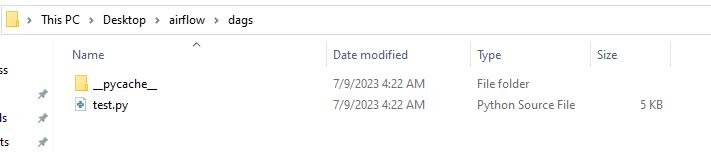 This PC > Desktop > airflow > dags
Name Date modified Type Size
ss
__pycache__ 7/9/2023 4:22 AM File folder
test.py 7/9/2023 4:22 AM Python Source File 5 KB
ds
ts